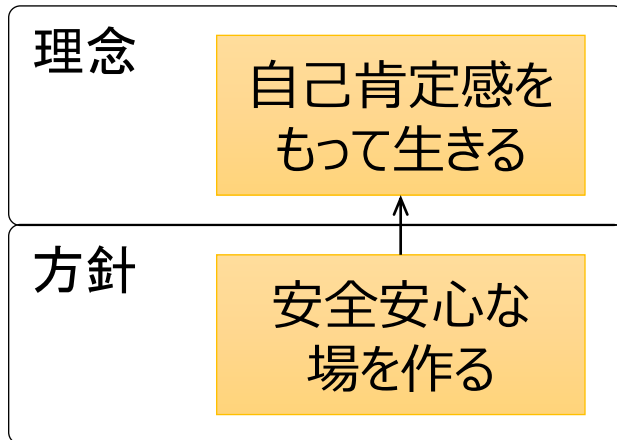 理念
自己肯定感を
もって生きる
方針
安全安心な
場を作る